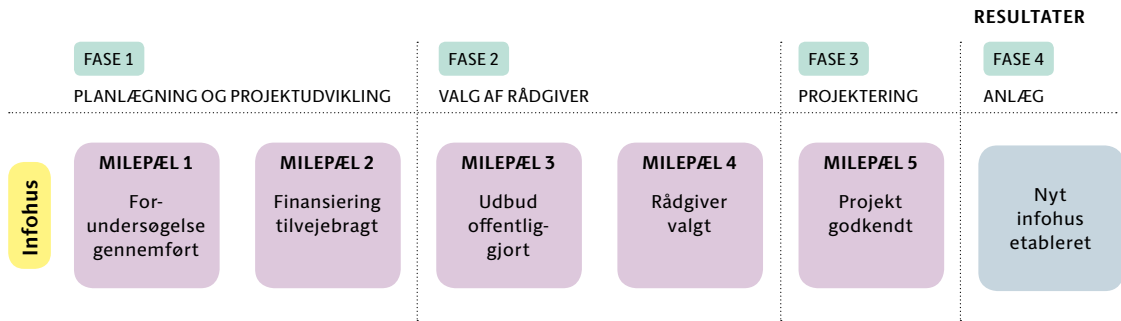 RESULTATER
FASE 1
FASE 2
FASE 3
FASE 4
PLANLÆGNING OG PROJEKTUDVIKLING
VALG AF RÅDGIVER
PROJEKTERING
ANLÆG
Infohus
MILEPÆL 1
For-
undersøgelse
gennemført
MILEPÆL 2
Finansiering
tilvejebragt
MILEPÆL 3
Udbud
offentlig-
gjort
MILEPÆL 4
Rådgiver
valgt
MILEPÆL 5
Projekt
godkendt
Nyt
infohus
etableret